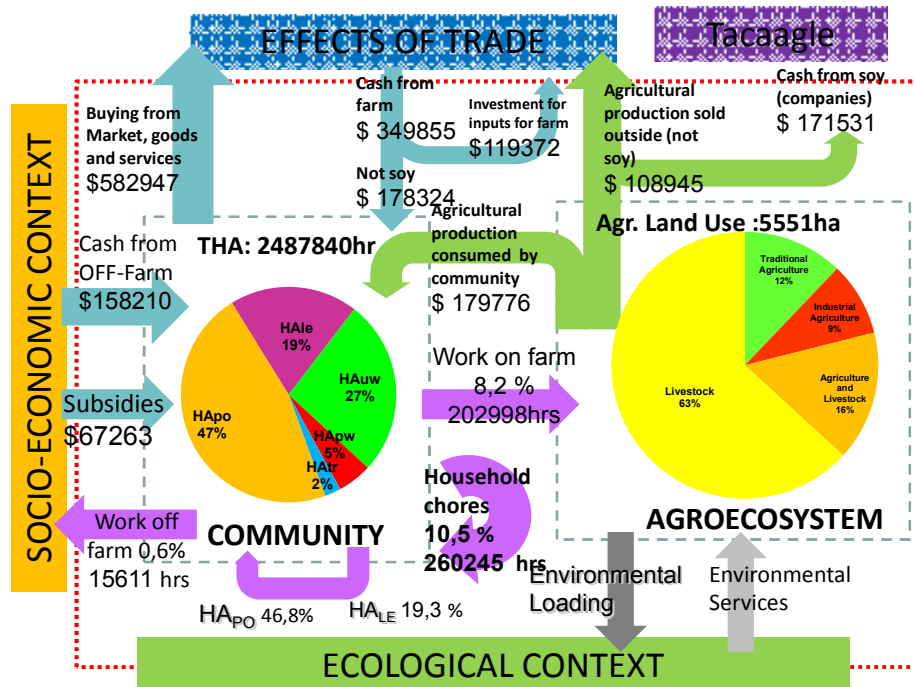 EFFECTS OF TRADE
Tacaagle
SOCIO-ECONOMIC CONTEXT
Buying from
Market, goods
and services
$582947
Cash from
farm
$ 349855
Not soy
$ 178324
Investment for
inputs for farm
$119372
Agricultural
production sold
outside (not
soy)
$ 108945
Cash from soy
(companies)
$ 171531
Cash from
OFF-Farm
$158210
Subsidies
$67263
Work off
farm 0,6%
15611 hrs
THA: 2487840hr
HAle
19%
HAuw
27%
HApo
47%
HApw
5%
HAtr
2%
COMMUNITY
HAPO 46,8%
HALE 19,3 %
Agricultural
production
consumed by
community
$ 179776
Work on farm
8,2 %
202998hrs
Household
chores
10,5 %
260245 hrs
Agr. Land Use :5551ha
Traditional
Agriculture
12%
Industrial
Agriculture
9%
Agriculture
and
Livestock
16%
Livestock
63%
AGROECOSYSTEM
Environmental
Loading
Environmental
Services
ECOLOGICAL CONTEXT